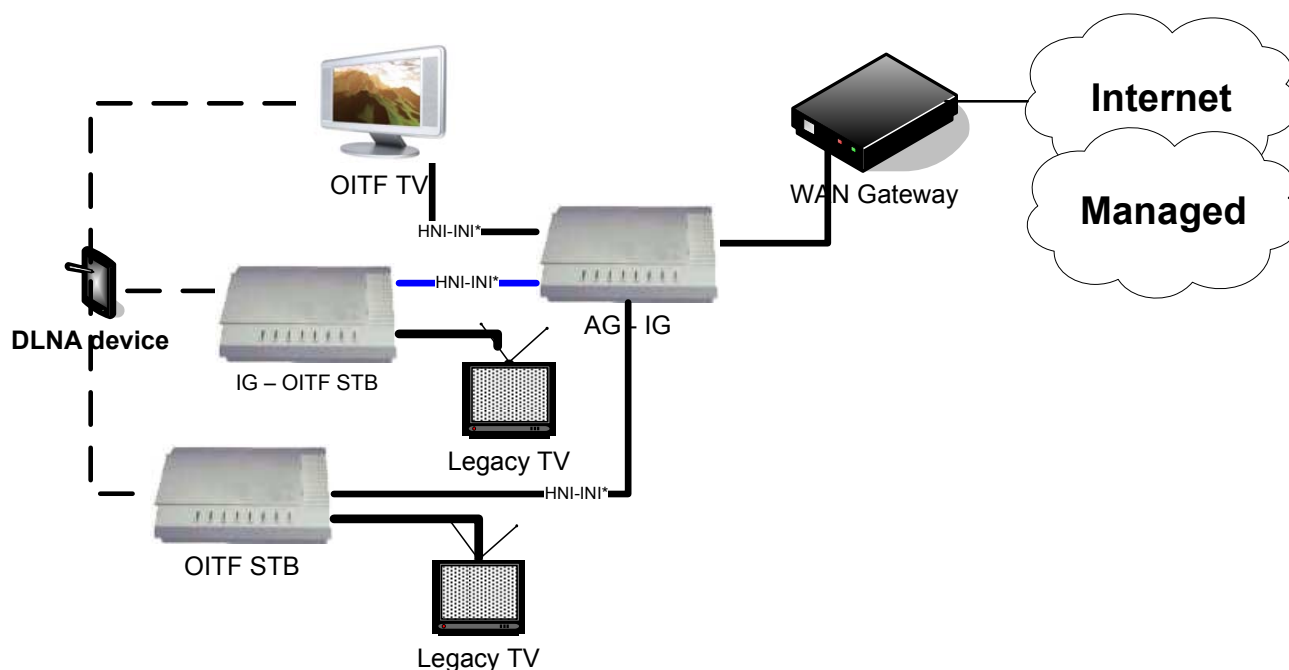 Internet
Managed
WAN Gateway
OITF TV
HNI-INI*
HNI-INI*
AG - IG
DLNA device
IG – OITF STB
Legacy TV
HNI-INI*
OITF STB
Legacy TV